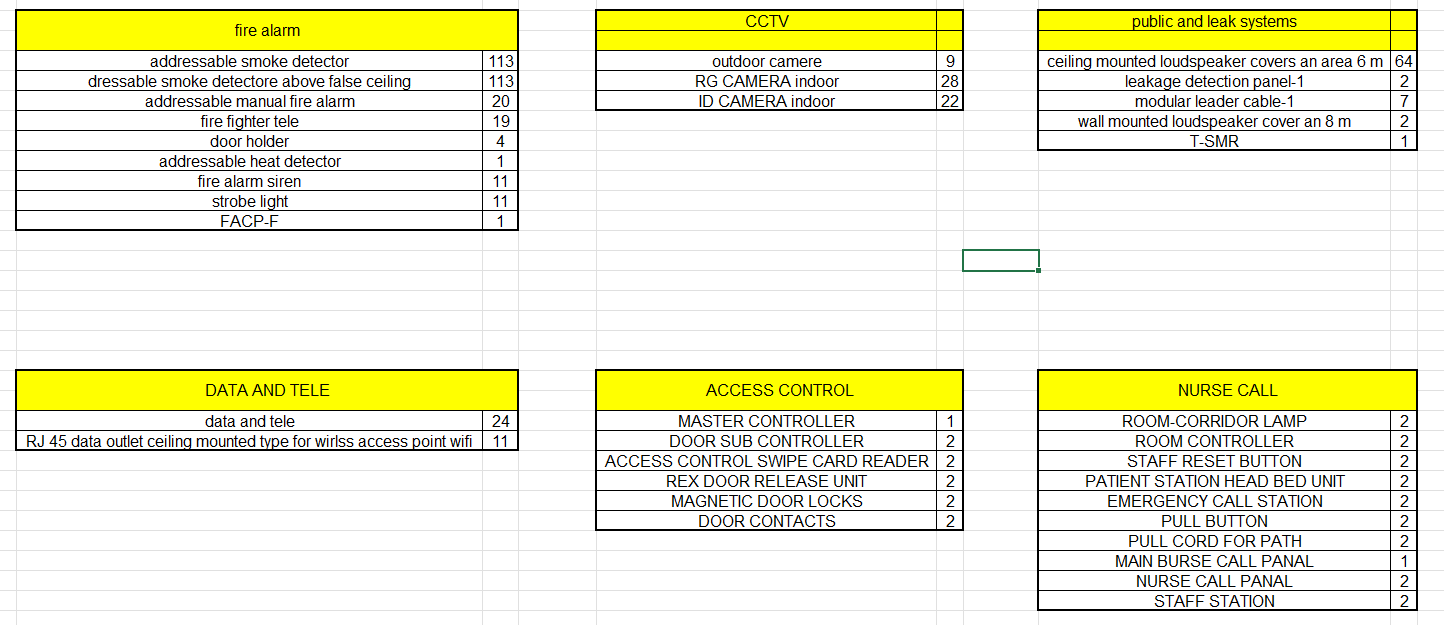 fire alarm
addressable smoke detector 113
dressable smoke detectore above false ceiling 113
addressable manual fire alarm 20
fire fighter tele 19
door holder 4
addressable heat detector 1
fire alarm siren 11
strobe light 11
FACP-F 1
CCTV
outdoor camere 9
RG CAMERA indoor 28
ID CAMERA indoor 22
public and leak systems
ceiling mounted loudspeaker covers an area 6 m 64
leakage detection panel-1 2
modular leader cable-1 7
wall mounted loudspeaker cover an 8 m 2
T-SMR 1
DATA AND TELE
data and tele 24
RJ 45 data outlet ceiling mounted type for wirlss access point wifi 11
ACCESS CONTROL
MASTER CONTROLLER 1
DOOR SUB CONTROLLER 2
ACCESS CONTROL SWIPE CARD READER 2
REX DOOR RELEASE UNIT 2
MAGNETIC DOOR LOCKS 2
DOOR CONTACTS 2
NURSE CALL
ROOM-CORRIDOR LAMP 2
ROOM CONTROLLER 2
STAFF RESET BUTTON 2
PATIENT STATION HEAD BED UNIT 2
EMERGENCY CALL STATION 2
PULL BUTTON 2
PULL CORD FOR PATH 2
MAIN BURSE CALL PANAL 1
NURSE CALL PANAL 2
STAFF STATION 2